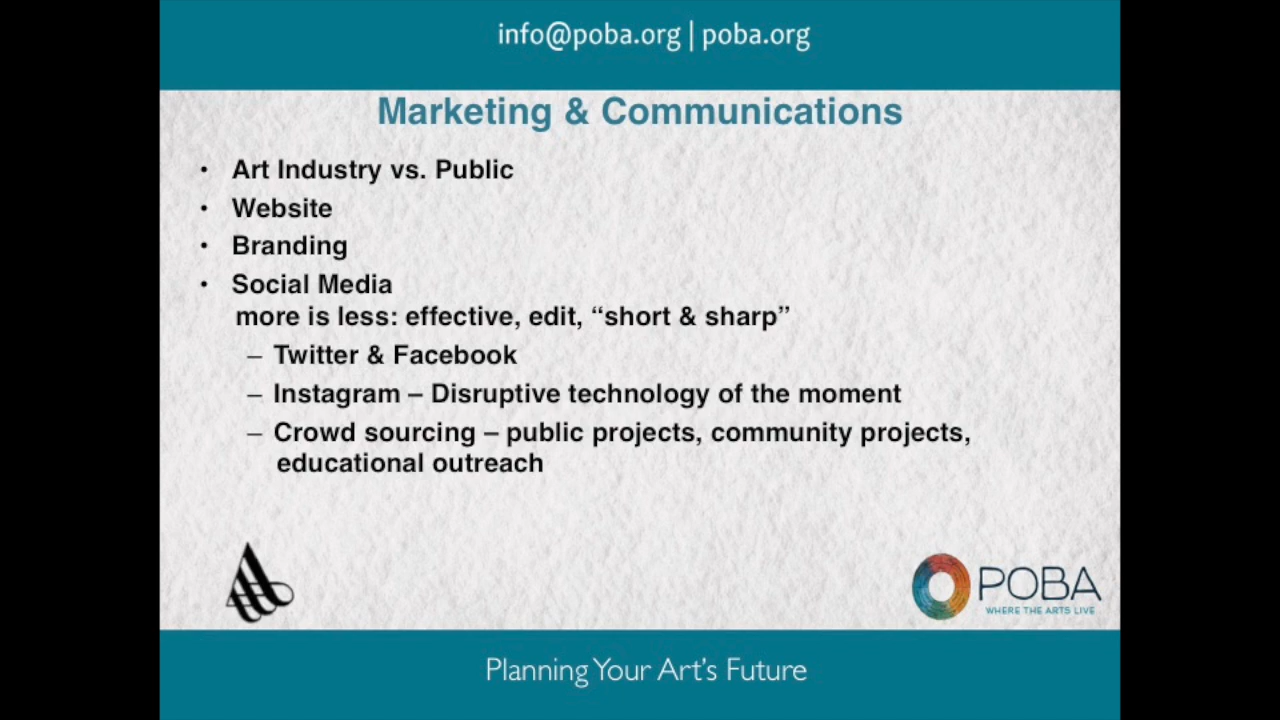 info@poba.org | poba.org
Marketing & Communications
• Art Industry vs. Public
• Website
• Branding
• Social Media
more is less: effective, edit, “short & sharp”
– Twitter & Facebook
– Instagram – Disruptive technology of the moment
– Crowd sourcing – public projects, community projects,
educational outreach
POBA
WHERE THE ARTS LIVE
Planning Your Art's Future